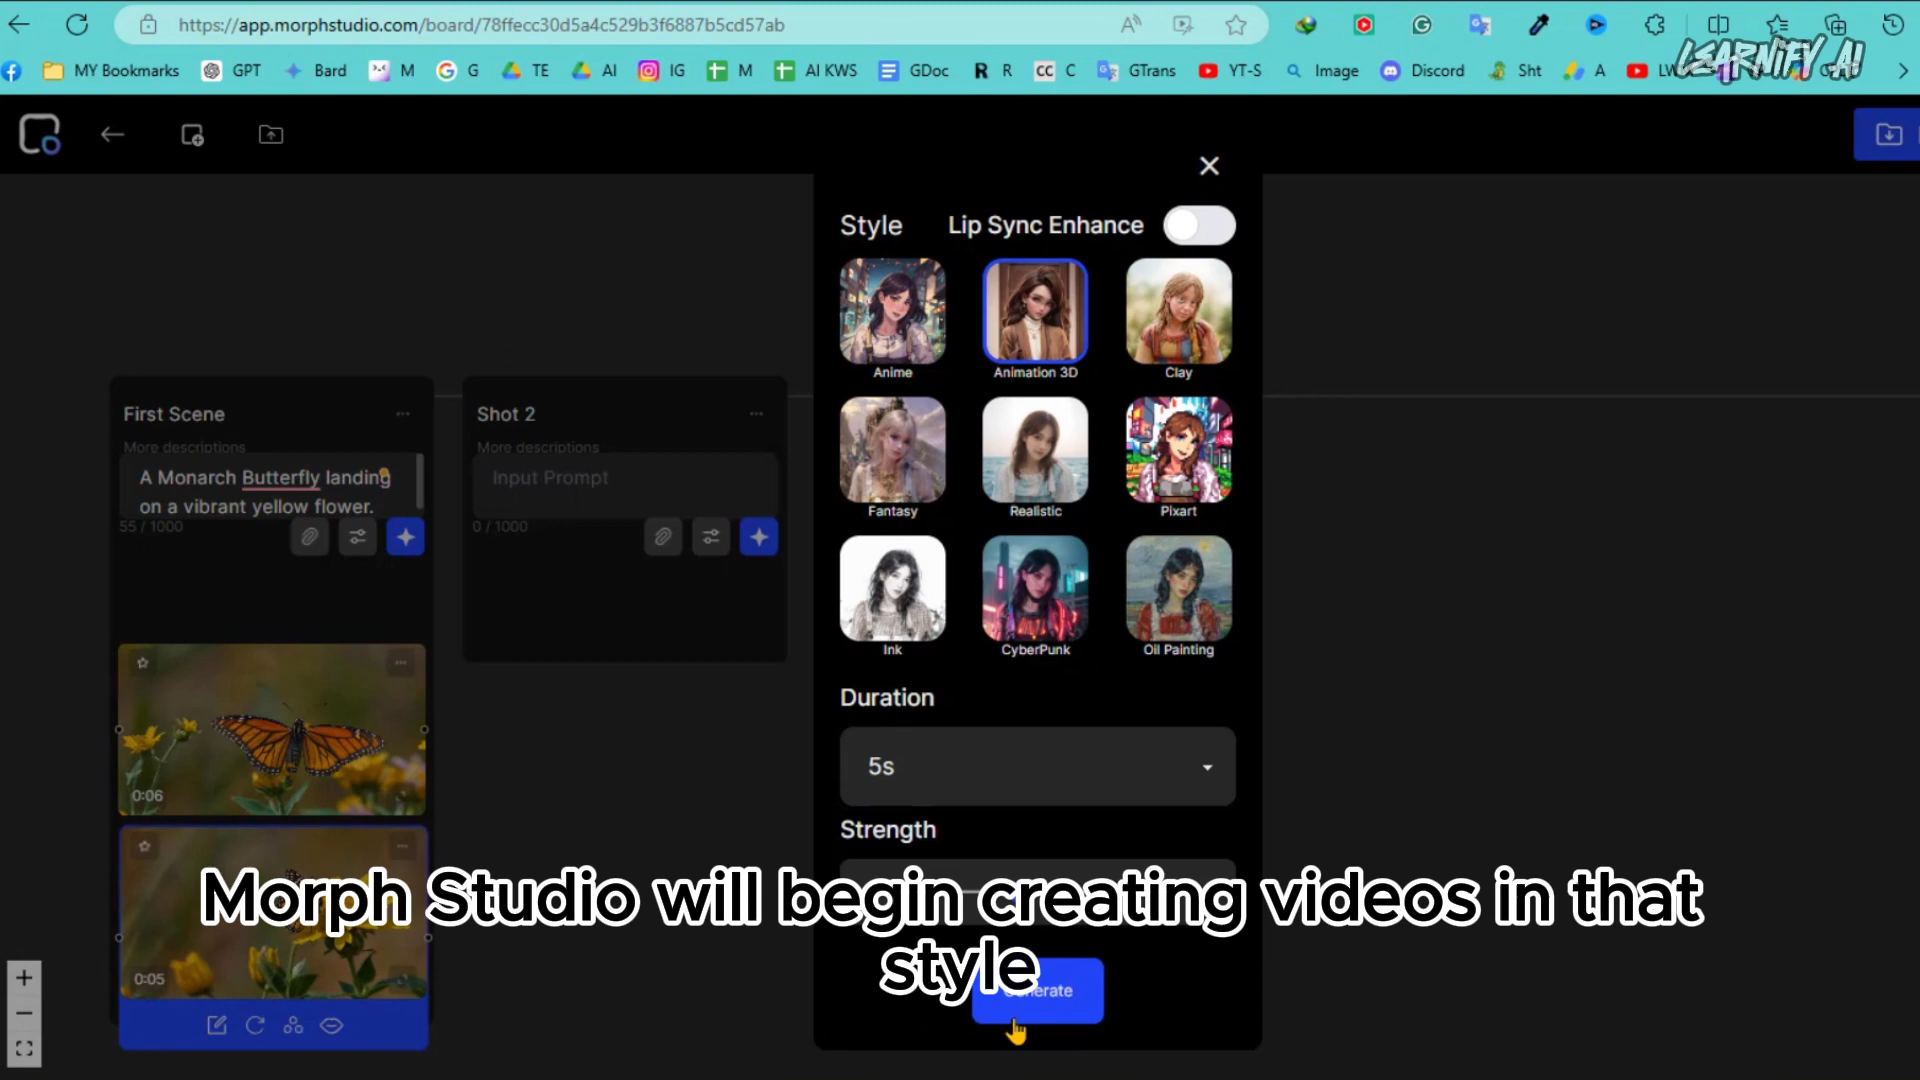 https://app.morphstudio.com/board/78ffecc30d5a4c529b3f6887b5cd57ab
LEARNIFY .AI
MY Bookmarks GPT Bard M G TE AI IG M AI KWS GDoc R R CC C GTrans YT-S Image Discord Sht A
Style Lip Sync Enhance
Anime Animation 3D Clay
Fantasy Realistic Pixart
Ink CyberPunk Oil Painting
Duration
5s
Strength
First Scene
More descriptions
A Monarch Butterfly landing
on a vibrant yellow flower.
55 / 1000
0:06
0:05
Shot 2
More descriptions
Input Prompt
0 / 1000
Morph Studio will begin creating videos in that
style